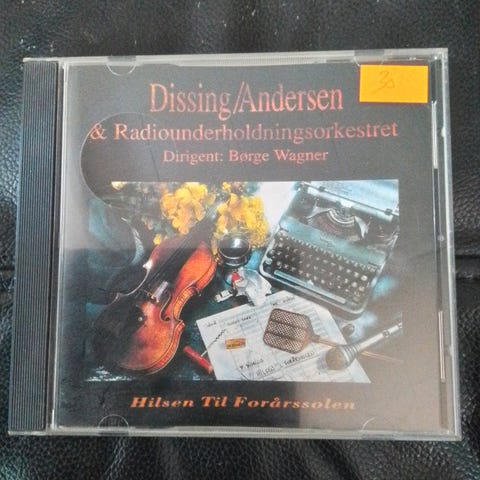 Dissing/Andersen
30
& Radiounderholdningsorkestret
Dirigent: Børge Wagner
Hilsen Til Forårssolen